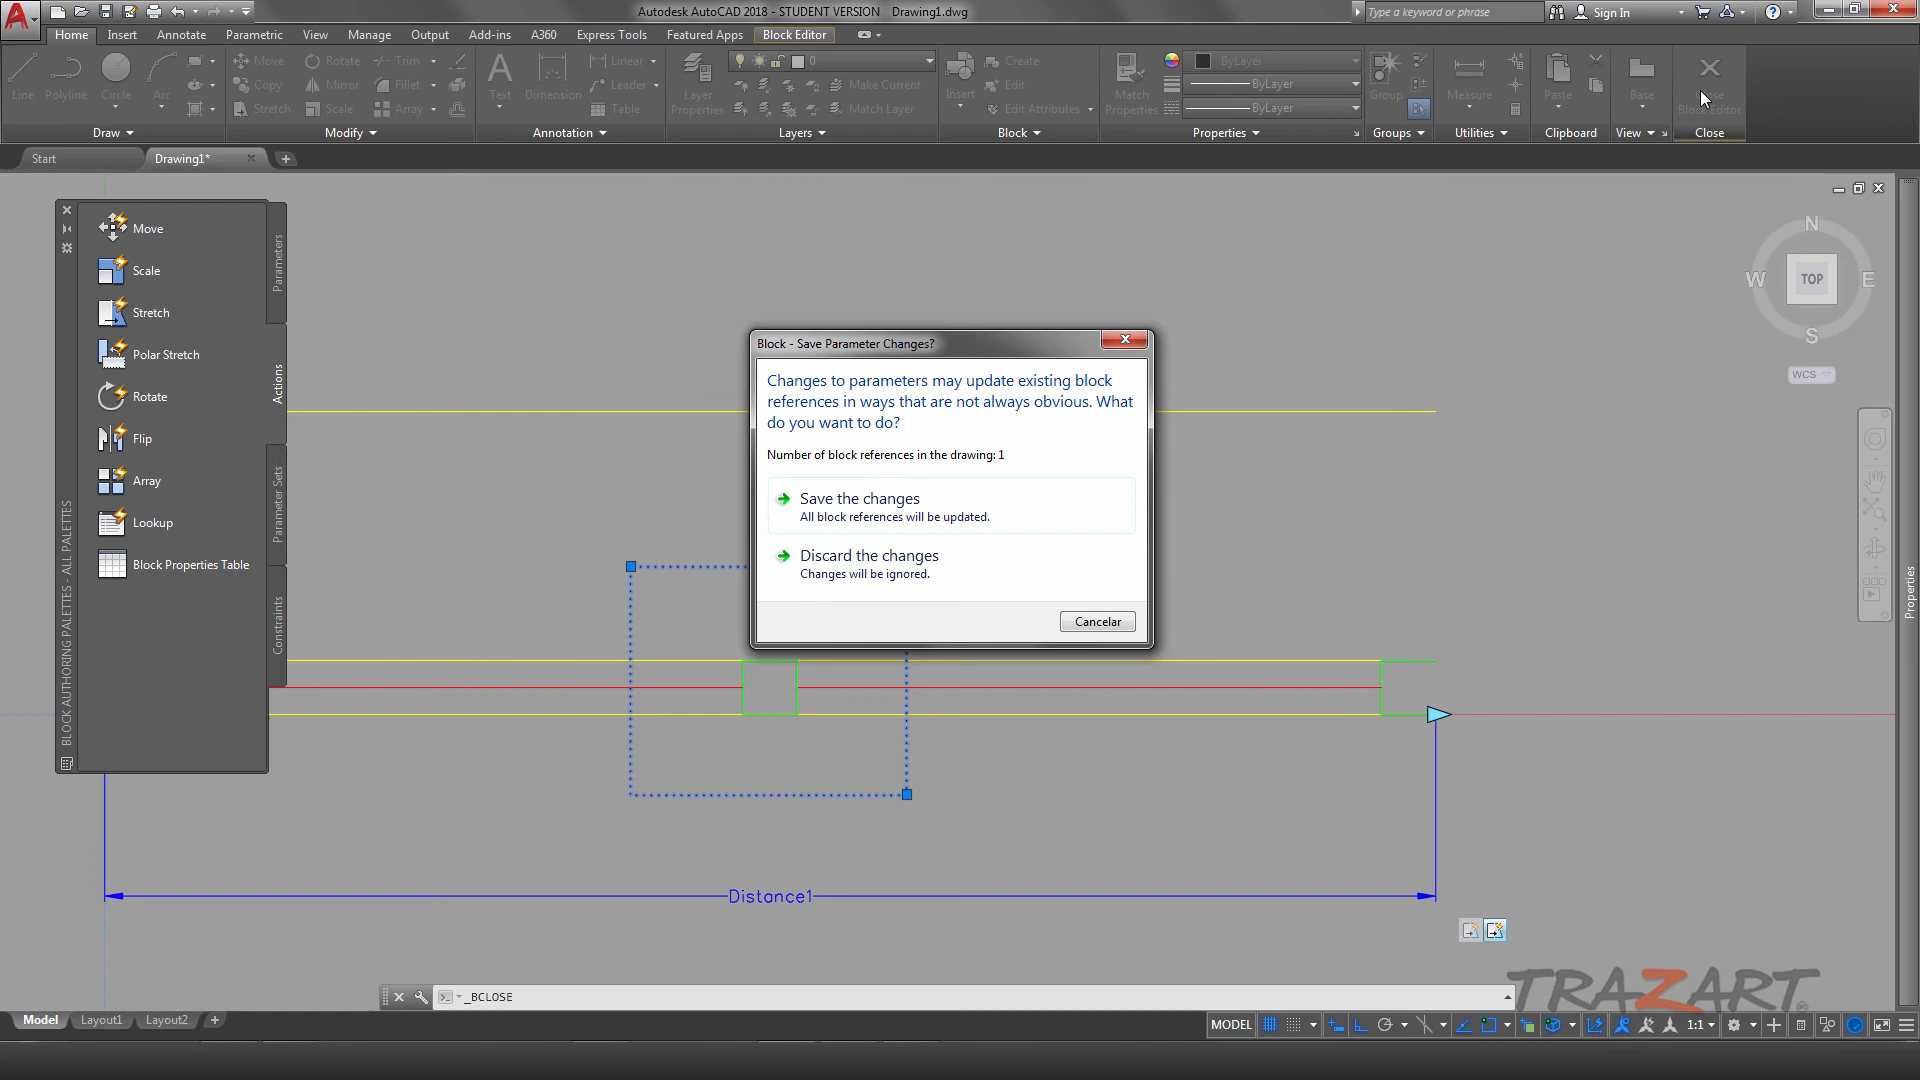 Autodesk AutoCAD 2018 - STUDENT VERSION Drawing1.dwg
Type a keyword or phrase
Sign In
Home Insert Annotate Parametric View Manage Output Add-ins A360 Express Tools Featured Apps Block Editor
Line Polyline Circle Arc
Move Rotate Trim
Copy Mirror Fillet
Stretch Scale Array
Text Dimension
Linear
Leader
Table
Layer Properties
0
Make Current
Match Layer
Insert
Create
Edit
Edit Attributes
Match Properties
ByLayer
ByLayer
ByLayer
Group
Measure
Paste
Base
Block Editor
Draw Modify Annotation Layers Block Properties Groups Utilities Clipboard View Close
Start Drawing1*
Move
Scale
Stretch
Polar Stretch
Rotate
Flip
Array
Lookup
Block Properties Table
Parameters
Actions
Parameter Sets
Constraints
BLOCK AUTHORING PALETTES - ALL PALETTES
N
W TOP E
S
WCS
Properties
Block - Save Parameter Changes?
Changes to parameters may update existing block
references in ways that are not always obvious. What
do you want to do?
Number of block references in the drawing: 1
Save the changes
All block references will be updated.
Discard the changes
Changes will be ignored.
Cancelar
Distance1
TRAZART
_BCLOSE
Model Layout1 Layout2
MODEL
1:1